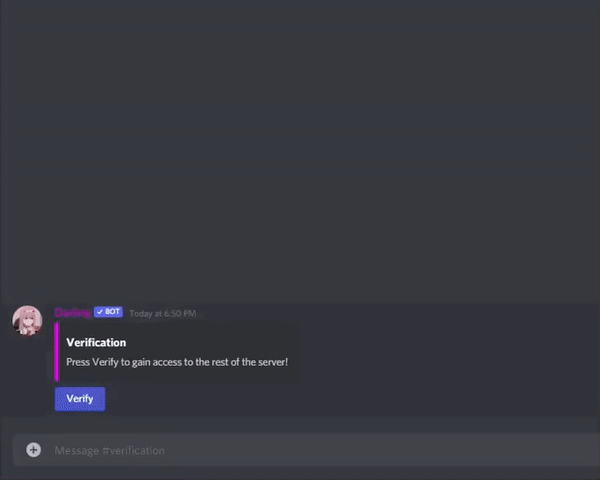 Darling ✓ BOT Today at 6:50 PM
Verification
Press Verify to gain access to the rest of the server!
Verify
Message #verification